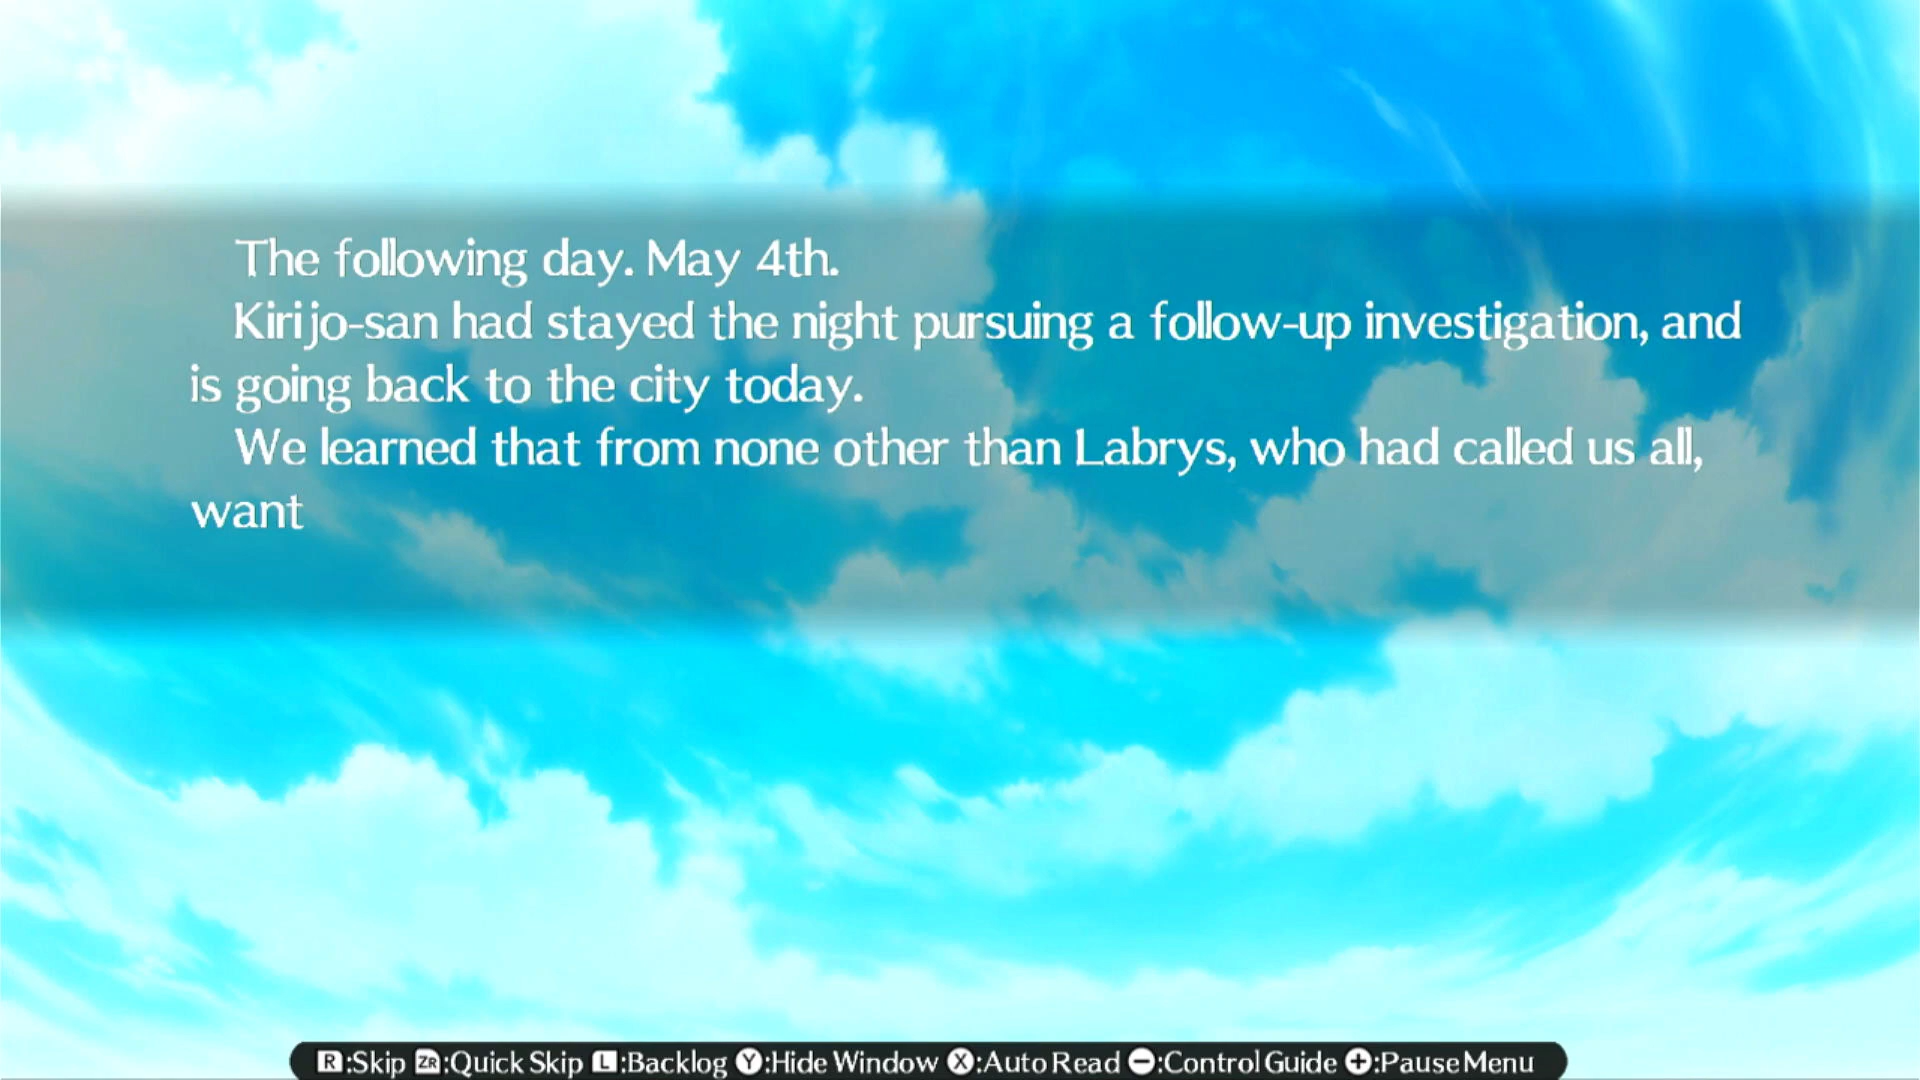 The following day. May 4th.
Kirijo-san had stayed the night pursuing a follow-up investigation, and
is going back to the city today.
We learned that from none other than Labrys, who had called us all,
want
R:Skip ZR:Quick Skip L:Backlog Y:Hide Window X:Auto Read −:Control Guide +:Pause Menu